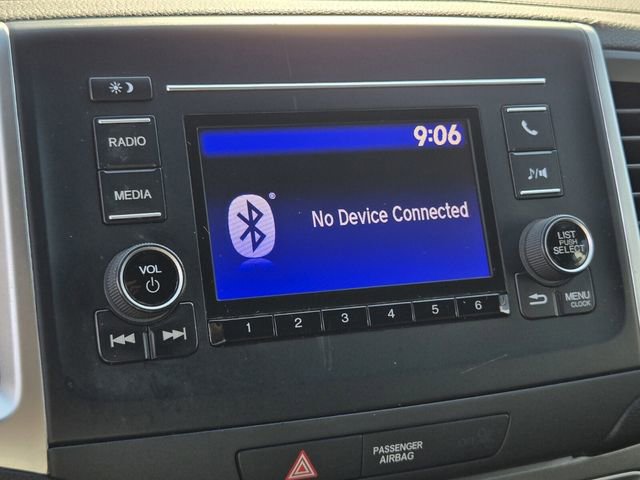 9:06
RADIO
MEDIA
®
No Device Connected
VOL
LIST
PUSH
SELECT
MENU
CLOCK
1 2 3 4 5 6
PASSENGER
AIRBAG